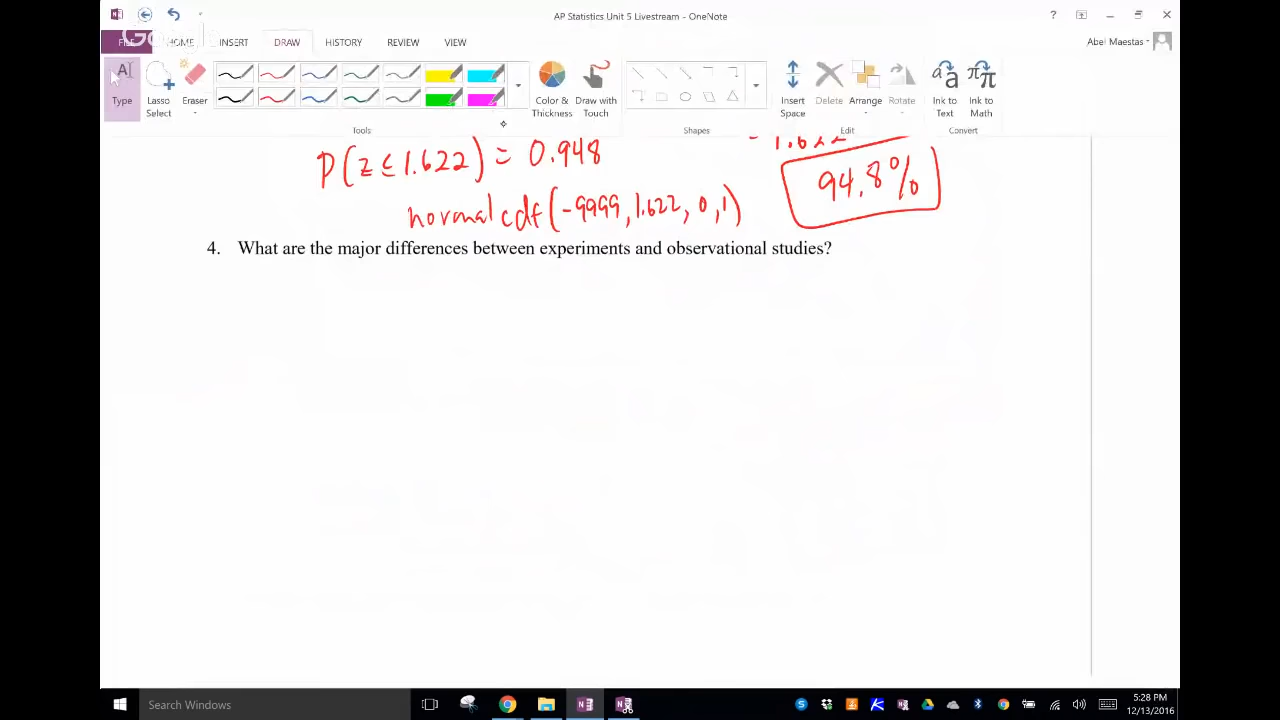 AP Statistics Unit 5 Livestream - OneNote
?
FILE HOME INSERT DRAW HISTORY REVIEW VIEW
Abel Maestas
Type
Lasso Select
Eraser
Color & Thickness
Draw with Touch
Insert Space
Delete
Arrange
Rotate
Ink to Text
Ink to Math
Tools
Shapes
Edit
Convert
P(z ≤ 1.622) = 0.948
= 1.622
94.8%
normalcdf(-9999, 1.622, 0, 1)
4. What are the major differences between experiments and observational studies?
Search Windows
5:28 PM
12/13/2016